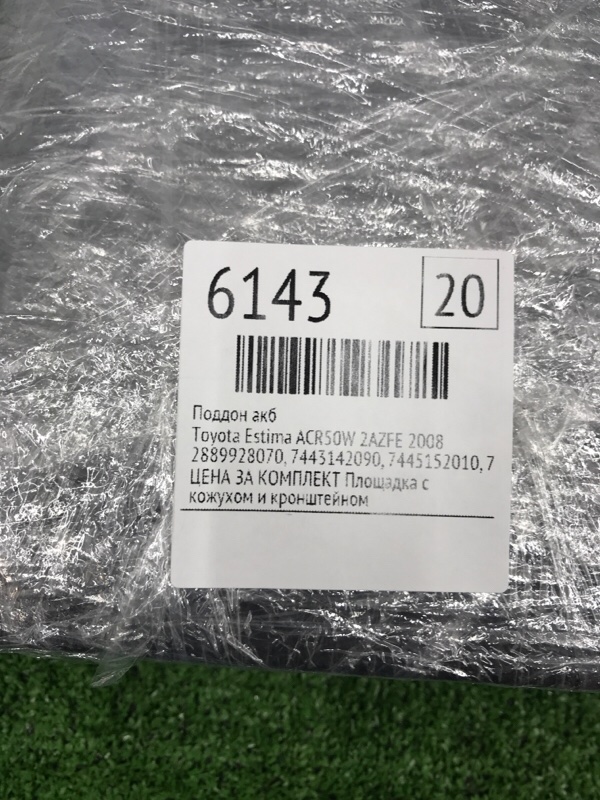 6143
20
Поддон акб
Toyota Estima ACR50W 2AZFE 2008
2889928070, 7443142090, 7445152010, 7
ЦЕНА ЗА КОМПЛЕКТ Площадка с
кожухом и кронштейном